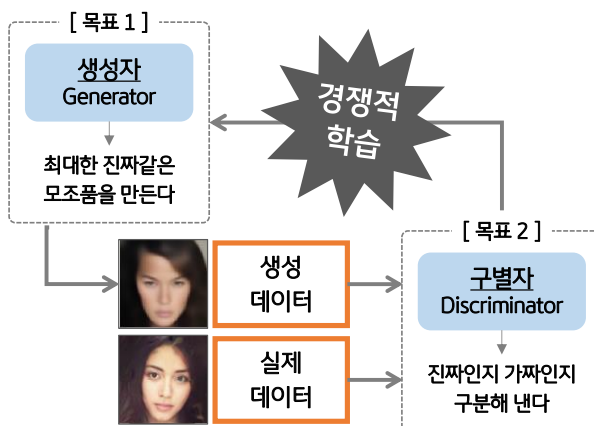 [ 목표 1 ]
생성자
Generator
최대한 진짜같은
모조품을 만든다
경쟁적
학습
[ 목표 2 ]
구별자
Discriminator
진짜인지 가짜인지
구분해 낸다
생성
데이터
실제
데이터